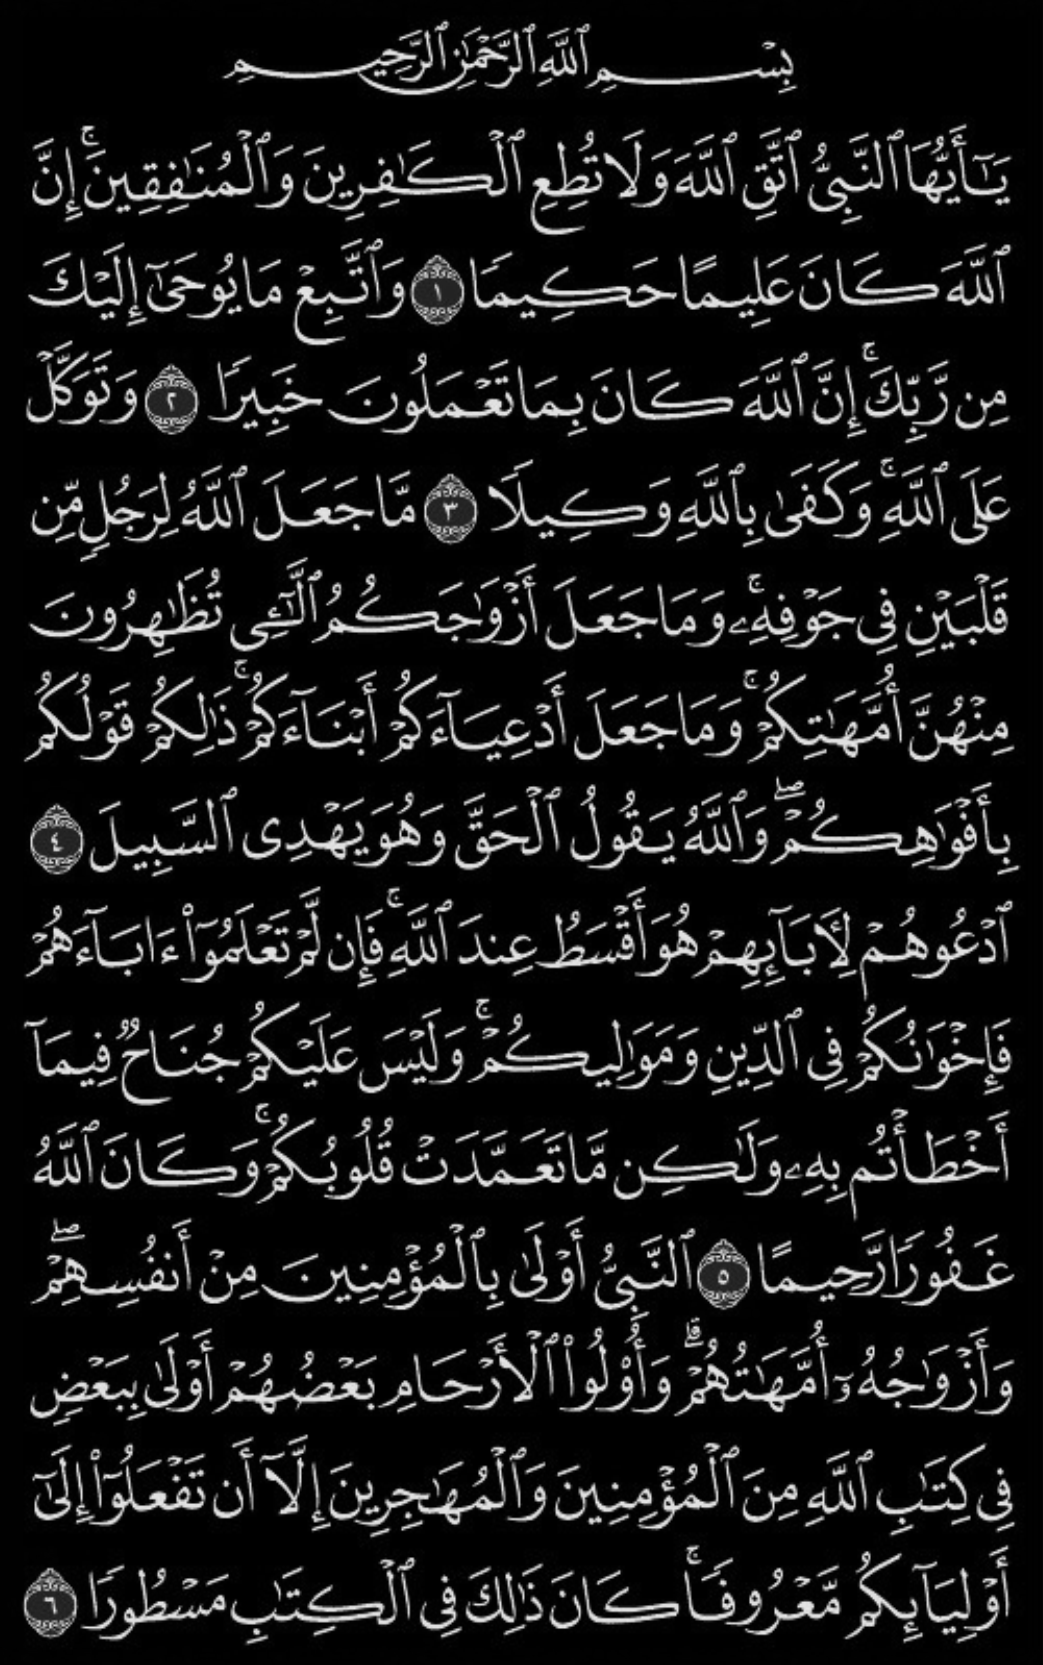 بِسْمِ ٱللَّهِ ٱلرَّحْمَٰنِ ٱلرَّحِيمِ
يَـٰٓأَيُّهَا ٱلنَّبِىُّ ٱتَّقِ ٱللَّهَ وَلَا تُطِعِ ٱلْكَـٰفِرِينَ وَٱلْمُنَـٰفِقِينَ ۚ إِنَّ
ٱللَّهَ كَانَ عَلِيمًا حَكِيمًا ١ وَٱتَّبِعْ مَا يُوحَىٰٓ إِلَيْكَ
مِن رَّبِّكَ ۚ إِنَّ ٱللَّهَ كَانَ بِمَا تَعْمَلُونَ خَبِيرًا ٢ وَتَوَكَّلْ
عَلَى ٱللَّهِ ۚ وَكَفَىٰ بِٱللَّهِ وَكِيلًا ٣ مَّا جَعَلَ ٱللَّهُ لِرَجُلٍ مِّن
قَلْبَيْنِ فِى جَوْفِهِۦ ۚ وَمَا جَعَلَ أَزْوَٰجَكُمُ ٱلَّـٰٓـِٔى تُظَـٰهِرُونَ
مِنْهُنَّ أُمَّهَـٰتِكُمْ ۚ وَمَا جَعَلَ أَدْعِيَآءَكُمْ أَبْنَآءَكُمْ ۚ ذَٰلِكُمْ قَوْلُكُم
بِأَفْوَٰهِكُمْ ۖ وَٱللَّهُ يَقُولُ ٱلْحَقَّ وَهُوَ يَهْدِى ٱلسَّبِيلَ ٤
ٱدْعُوهُمْ لِـَٔابَآئِهِمْ هُوَ أَقْسَطُ عِندَ ٱللَّهِ ۚ فَإِن لَّمْ تَعْلَمُوٓا۟ ءَابَآءَهُمْ
فَإِخْوَٰنُكُمْ فِى ٱلدِّينِ وَمَوَٰلِيكُمْ ۚ وَلَيْسَ عَلَيْكُمْ جُنَاحٌ فِيمَآ
أَخْطَأْتُم بِهِۦ وَلَـٰكِن مَّا تَعَمَّدَتْ قُلُوبُكُمْ ۚ وَكَانَ ٱللَّهُ
غَفُورًا رَّحِيمًا ٥ ٱلنَّبِىُّ أَوْلَىٰ بِٱلْمُؤْمِنِينَ مِنْ أَنفُسِهِمْ ۖ
وَأَزْوَٰجُهُۥٓ أُمَّهَـٰتُهُمْ ۗ وَأُو۟لُوا۟ ٱلْأَرْحَامِ بَعْضُهُمْ أَوْلَىٰ بِبَعْضٍ
فِى كِتَـٰبِ ٱللَّهِ مِنَ ٱلْمُؤْمِنِينَ وَٱلْمُهَـٰجِرِينَ إِلَّآ أَن تَفْعَلُوٓا۟ إِلَىٰٓ
أَوْلِيَآئِكُم مَّعْرُوفًا ۚ كَانَ ذَٰلِكَ فِى ٱلْكِتَـٰبِ مَسْطُورًا ٦